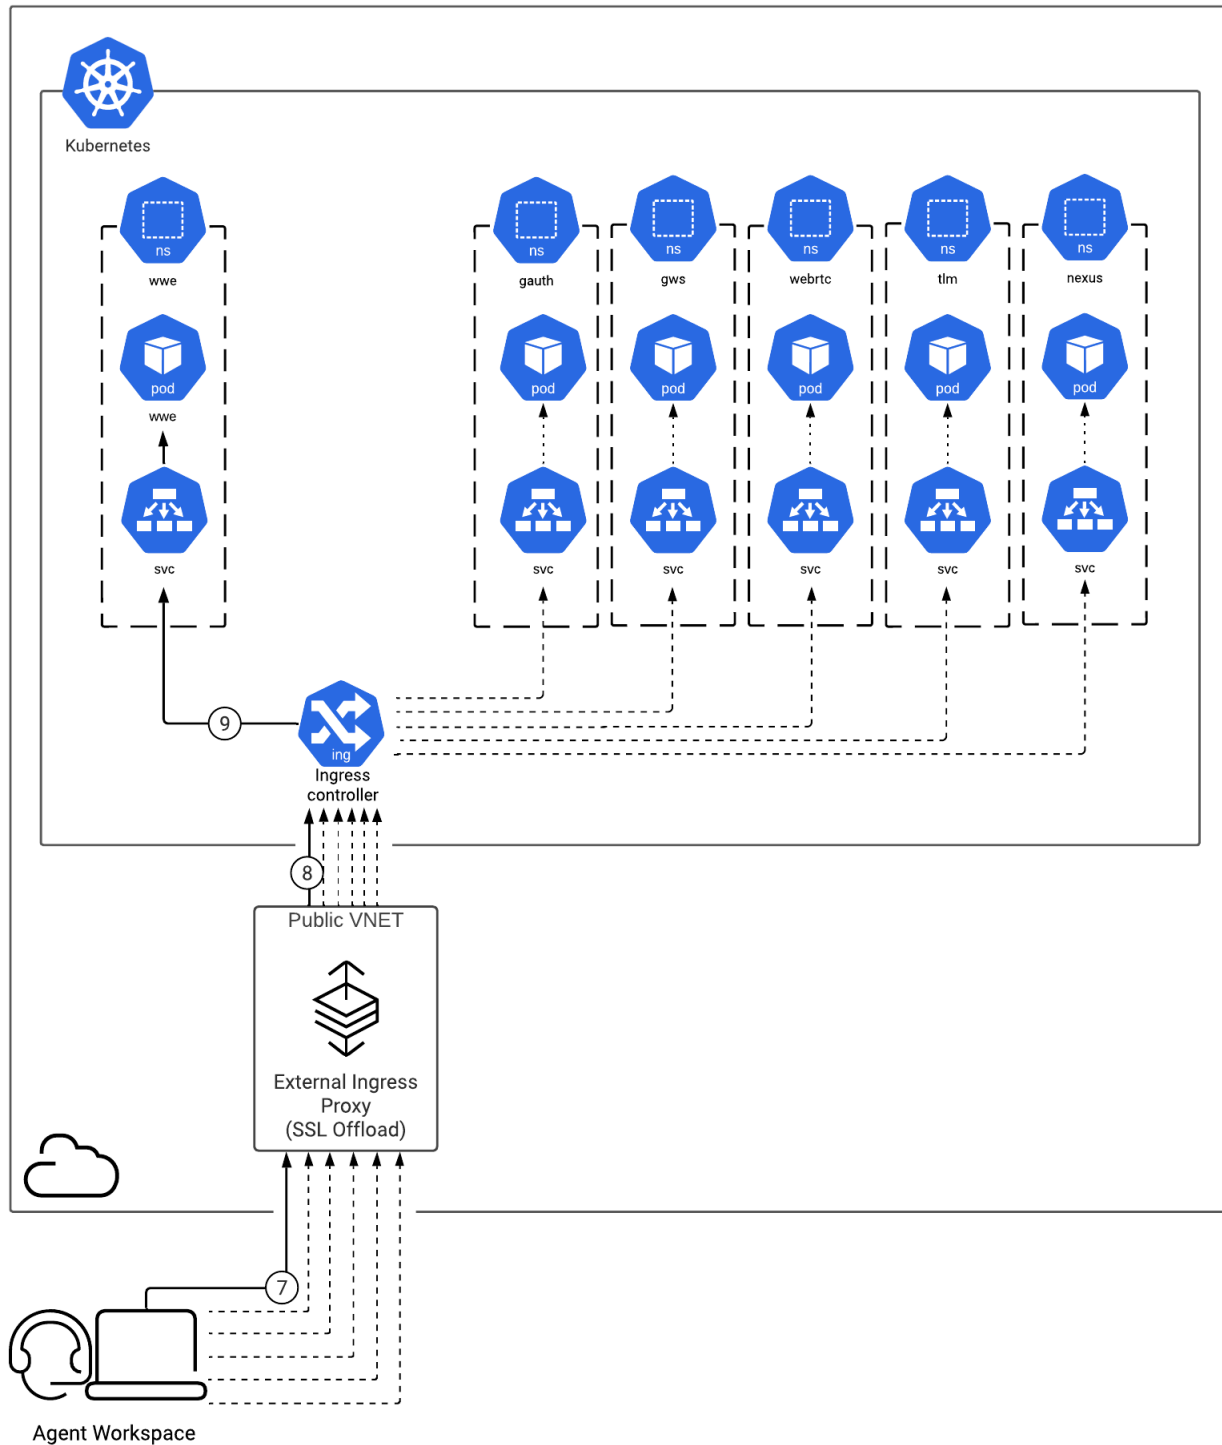 Kubernetes
ns
ns
ns
ns
ns
ns
wwe
gauth
gws
webrtc
tlm
nexus
pod
pod
pod
pod
pod
pod
wwe
svc
svc
svc
svc
svc
svc
9
ing
Ingress
controller
8
Public VNET
External Ingress
Proxy
(SSL Offload)
7
Agent Workspace